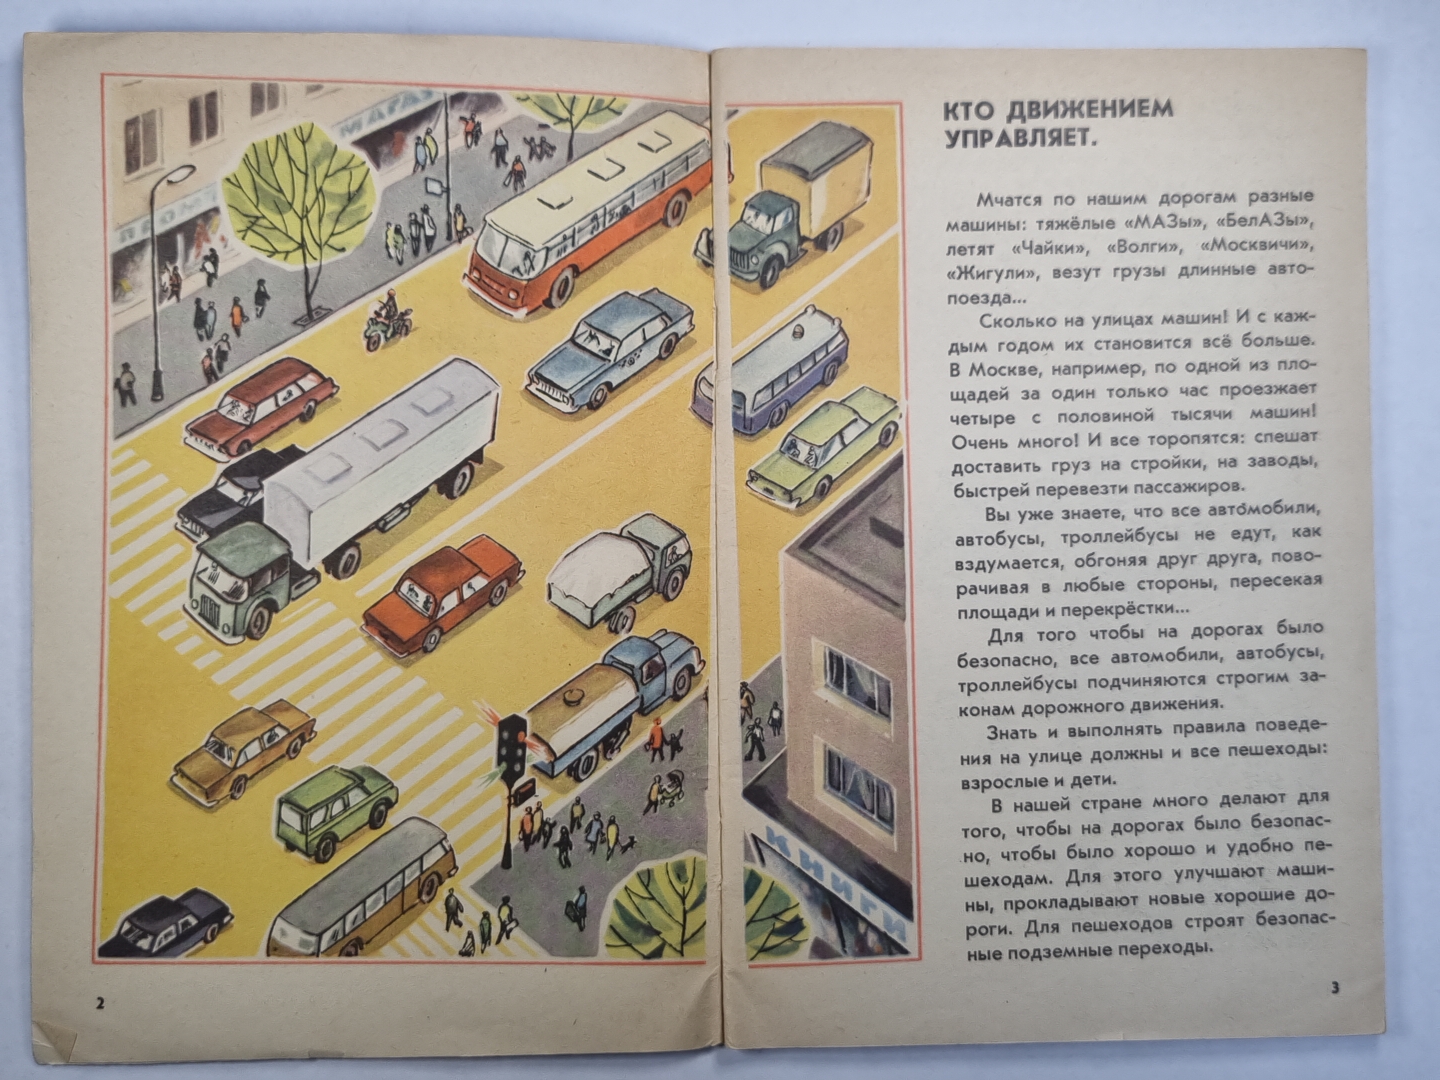 МАГАЗ
ПРОМТ
КНИГИ
2
КТО ДВИЖЕНИЕМ
УПРАВЛЯЕТ.
Мчатся по нашим дорогам разные
машины: тяжёлые «МАЗы», «БелАЗы»,
летят «Чайки», «Волги», «Москвичи»,
«Жигули», везут грузы длинные авто-
поезда...
Сколько на улицах машин! И с каж-
дым годом их становится всё больше.
В Москве, например, по одной из пло-
щадей за один только час проезжает
четыре с половиной тысячи машин!
Очень много! И все торопятся: спешат
доставить груз на стройки, на заводы,
быстрей перевезти пассажиров.
Вы уже знаете, что все автомобили,
автобусы, троллейбусы не едут, как
вздумается, обгоняя друг друга, пово-
рачивая в любые стороны, пересекая
площади и перекрёстки...
Для того чтобы на дорогах было
безопасно, все автомобили, автобусы,
троллейбусы подчиняются строгим за-
конам дорожного движения.
Знать и выполнять правила поведе-
ния на улице должны и все пешеходы:
взрослые и дети.
В нашей стране много делают для
того, чтобы на дорогах было безопас-
но, чтобы было хорошо и удобно пе-
шеходам. Для этого улучшают маши-
ны, прокладывают новые хорошие до-
роги. Для пешеходов строят безопас-
ные подземные переходы.
3